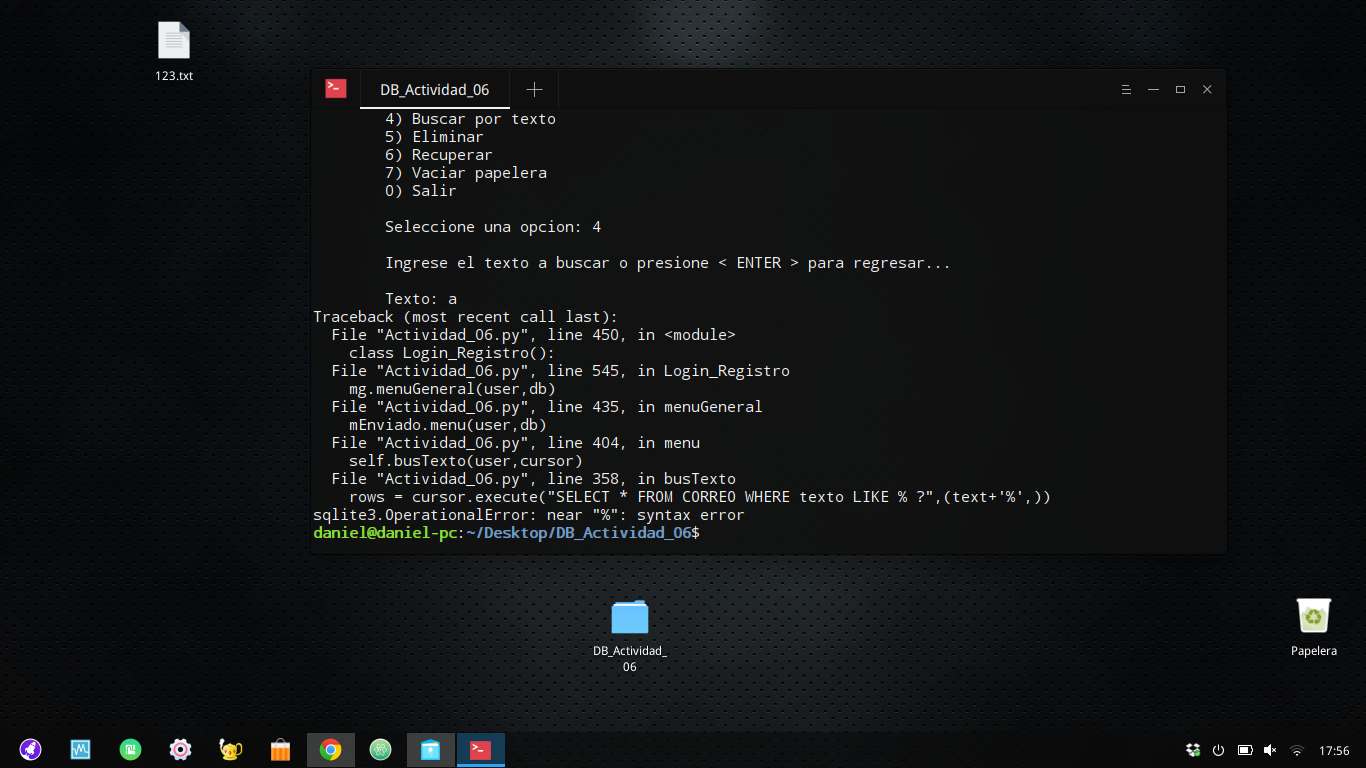 123.txt
DB_Actividad_06
4) Buscar por texto
5) Eliminar
6) Recuperar
7) Vaciar papelera
0) Salir
Seleccione una opcion: 4
Ingrese el texto a buscar o presione < ENTER > para regresar...
Texto: a
Traceback (most recent call last):
File "Actividad_06.py", line 450, in <module>
class Login_Registro():
File "Actividad_06.py", line 545, in Login_Registro
mg.menuGeneral(user,db)
File "Actividad_06.py", line 435, in menuGeneral
mEnviado.menu(user,db)
File "Actividad_06.py", line 404, in menu
self.busTexto(user,cursor)
File "Actividad_06.py", line 358, in busTexto
rows = cursor.execute("SELECT * FROM CORREO WHERE texto LIKE % ?",(text+'%',))
sqlite3.OperationalError: near "%": syntax error
daniel@daniel-pc:~/Desktop/DB_Actividad_06$
DB_Actividad_
06
Papelera
17:56